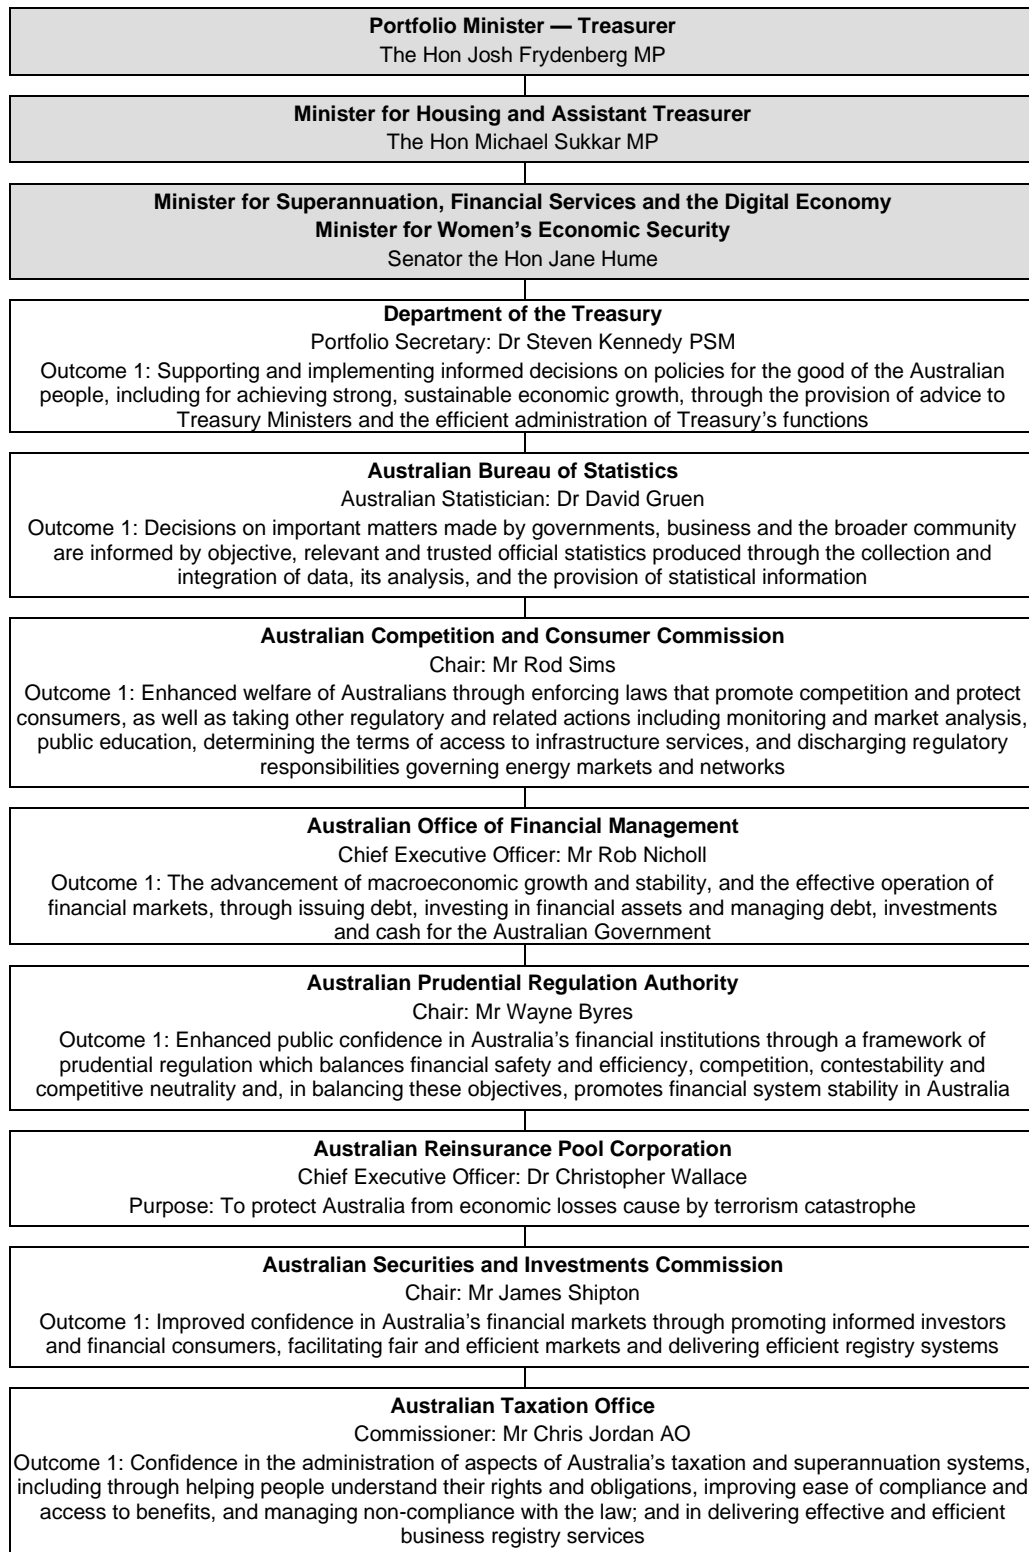 Portfolio Minister — Treasurer
The Hon Josh Frydenberg MP
Minister for Housing and Assistant Treasurer
The Hon Michael Sukkar MP
Minister for Superannuation, Financial Services and the Digital Economy
Minister for Women’s Economic Security
Senator the Hon Jane Hume
Department of the Treasury
Portfolio Secretary: Dr Steven Kennedy PSM
Outcome 1: Supporting and implementing informed decisions on policies for the good of the Australian
people, including for achieving strong, sustainable economic growth, through the provision of advice to
Treasury Ministers and the efficient administration of Treasury’s functions
Australian Bureau of Statistics
Australian Statistician: Dr David Gruen
Outcome 1: Decisions on important matters made by governments, business and the broader community
are informed by objective, relevant and trusted official statistics produced through the collection and
integration of data, its analysis, and the provision of statistical information
Australian Competition and Consumer Commission
Chair: Mr Rod Sims
Outcome 1: Enhanced welfare of Australians through enforcing laws that promote competition and protect
consumers, as well as taking other regulatory and related actions including monitoring and market analysis,
public education, determining the terms of access to infrastructure services, and discharging regulatory
responsibilities governing energy markets and networks
Australian Office of Financial Management
Chief Executive Officer: Mr Rob Nicholl
Outcome 1: The advancement of macroeconomic growth and stability, and the effective operation of
financial markets, through issuing debt, investing in financial assets and managing debt, investments
and cash for the Australian Government
Australian Prudential Regulation Authority
Chair: Mr Wayne Byres
Outcome 1: Enhanced public confidence in Australia’s financial institutions through a framework of
prudential regulation which balances financial safety and efficiency, competition, contestability and
competitive neutrality and, in balancing these objectives, promotes financial system stability in Australia
Australian Reinsurance Pool Corporation
Chief Executive Officer: Dr Christopher Wallace
Purpose: To protect Australia from economic losses cause by terrorism catastrophe
Australian Securities and Investments Commission
Chair: Mr James Shipton
Outcome 1: Improved confidence in Australia’s financial markets through promoting informed investors
and financial consumers, facilitating fair and efficient markets and delivering efficient registry systems
Australian Taxation Office
Commissioner: Mr Chris Jordan AO
Outcome 1: Confidence in the administration of aspects of Australia’s taxation and superannuation systems,
including through helping people understand their rights and obligations, improving ease of compliance and
access to benefits, and managing non-compliance with the law; and in delivering effective and efficient
business registry services